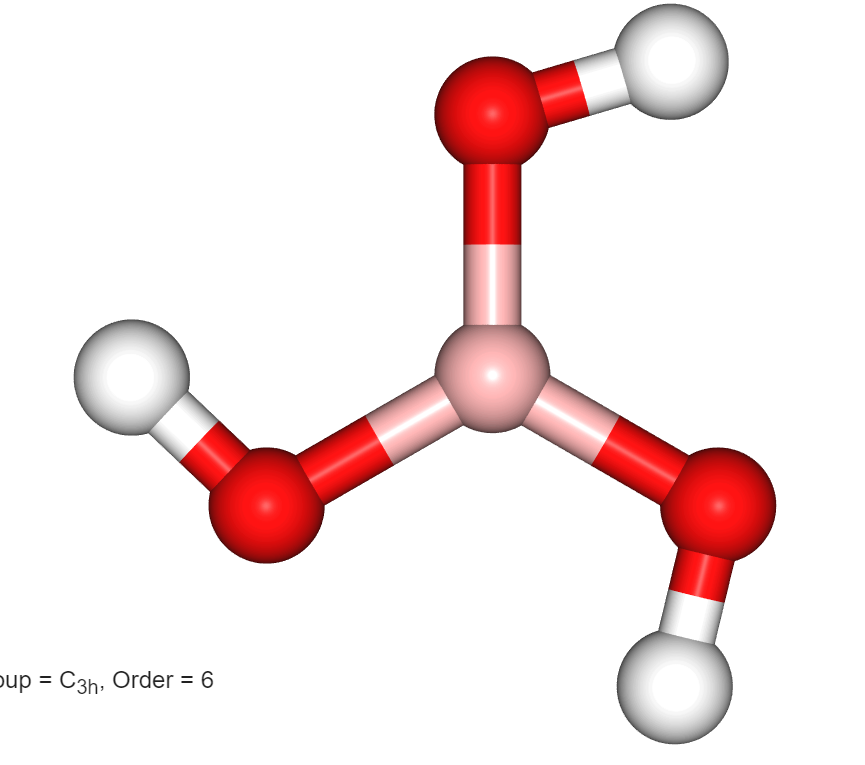 oup = C3h, Order = 6